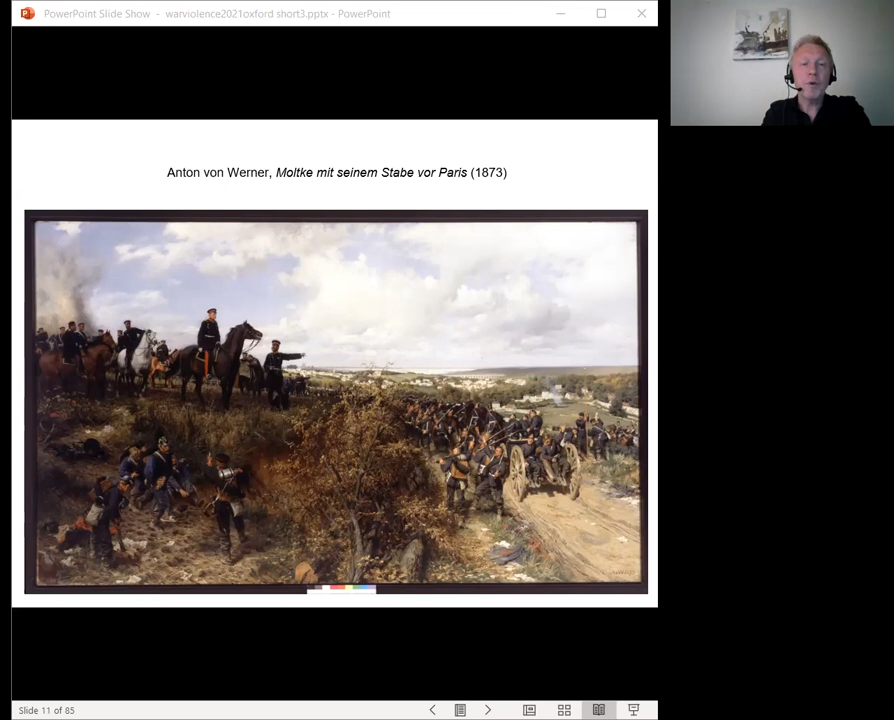 PowerPoint Slide Show - warviolence2021oxford short3.pptx - PowerPoint
Anton von Werner, Moltke mit seinem Stabe vor Paris (1873)
Slide 11 of 85